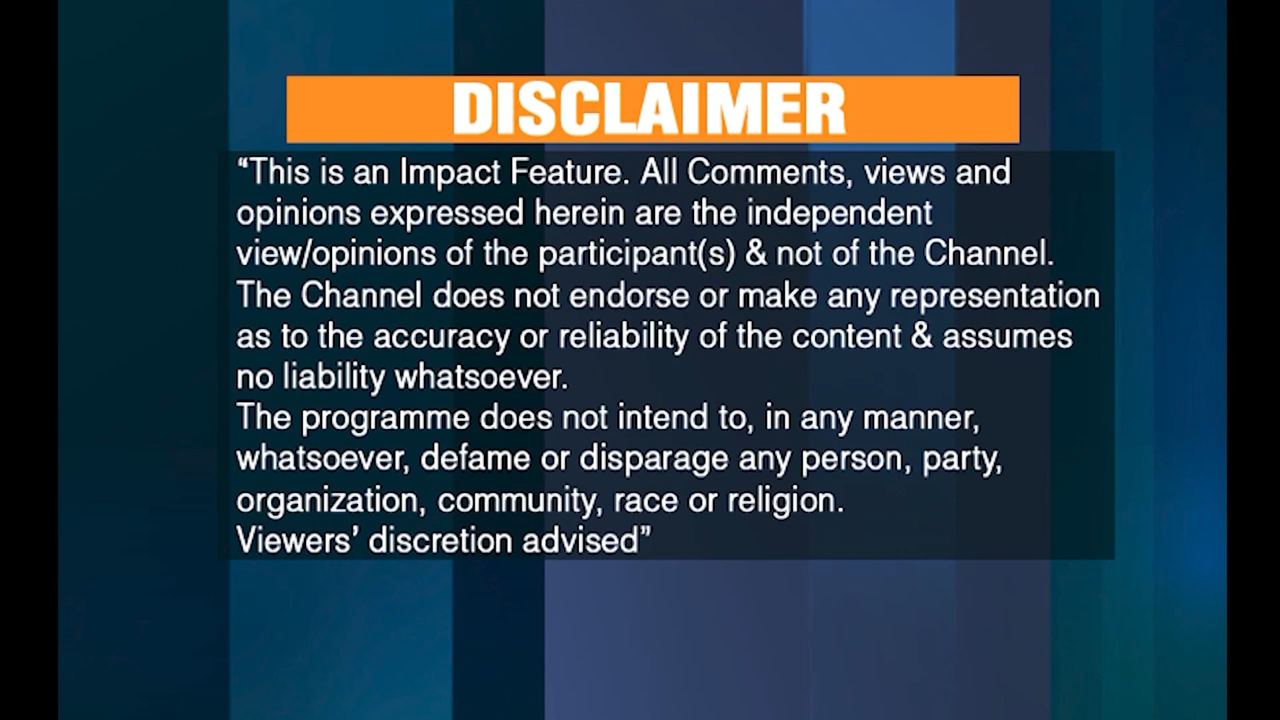 DISCLAIMER
“This is an Impact Feature. All Comments, views and
opinions expressed herein are the independent
view/opinions of the participant(s) & not of the Channel.
The Channel does not endorse or make any representation
as to the accuracy or reliability of the content & assumes
no liability whatsoever.
The programme does not intend to, in any manner,
whatsoever, defame or disparage any person, party,
organization, community, race or religion.
Viewers’ discretion advised”